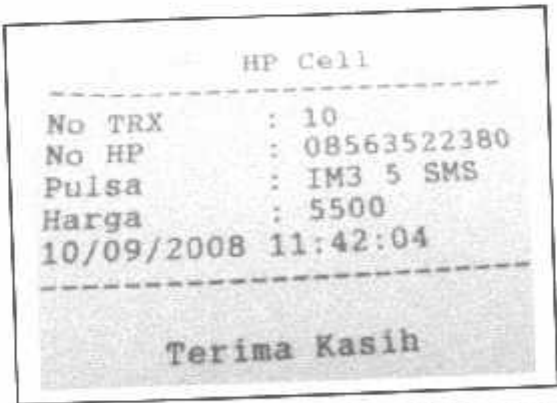 HP Cell
No TRX : 10
No HP : 08563522380
Pulsa : IM3 5 SMS
Harga : 5500
10/09/2008 11:42:04
Terima Kasih